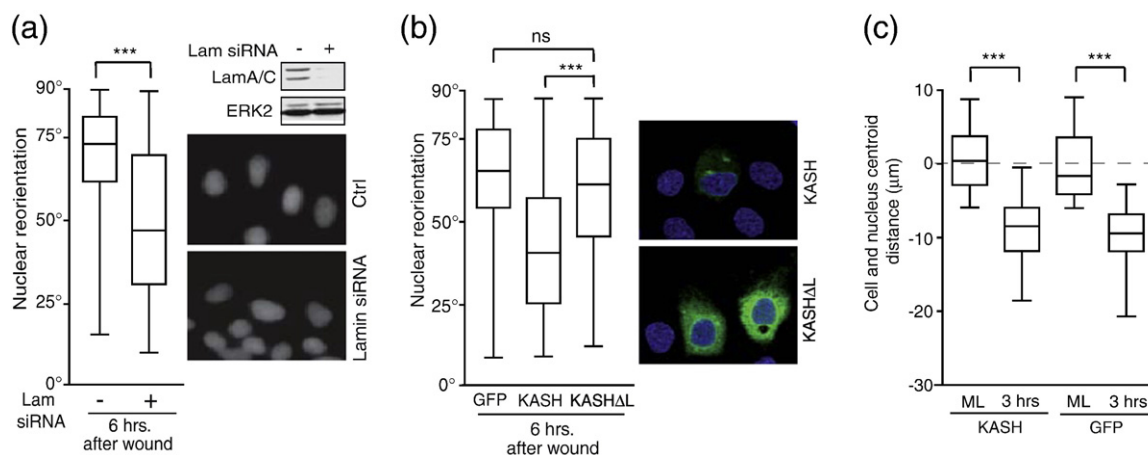 (a)
***
Lam siRNA - +
LamA/C
ERK2
Nuclear reorientation
90°
75°
50°
25°
0°
Ctrl
Lamin siRNA
Lam siRNA - +
6 hrs. after wound
(b)
ns
***
Nuclear reorientation
90°
75°
50°
25°
0°
GFP KASH KASHΔL
6 hrs. after wound
KASH
KASHΔL
(c)
*** ***
Cell and nucleus centroid distance (μm)
10
0
-10
-20
-30
ML 3 hrs ML 3 hrs
KASH GFP